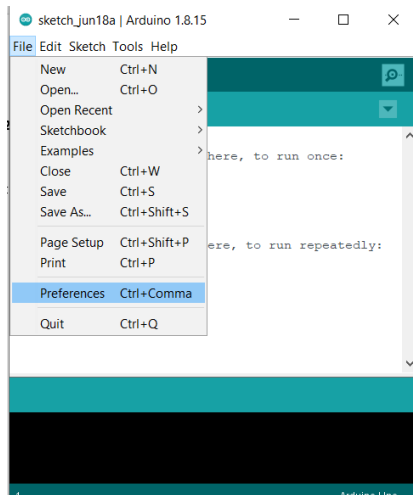 sketch_jun18a | Arduino 1.8.15
File Edit Sketch Tools Help
New Ctrl+N
Open... Ctrl+O
Open Recent
Sketchbook
Examples
here, to run once:
Close Ctrl+W
Save Ctrl+S
Save As... Ctrl+Shift+S
Page Setup Ctrl+Shift+P
ere, to run repeatedly:
Print Ctrl+P
Preferences Ctrl+Comma
Quit Ctrl+Q